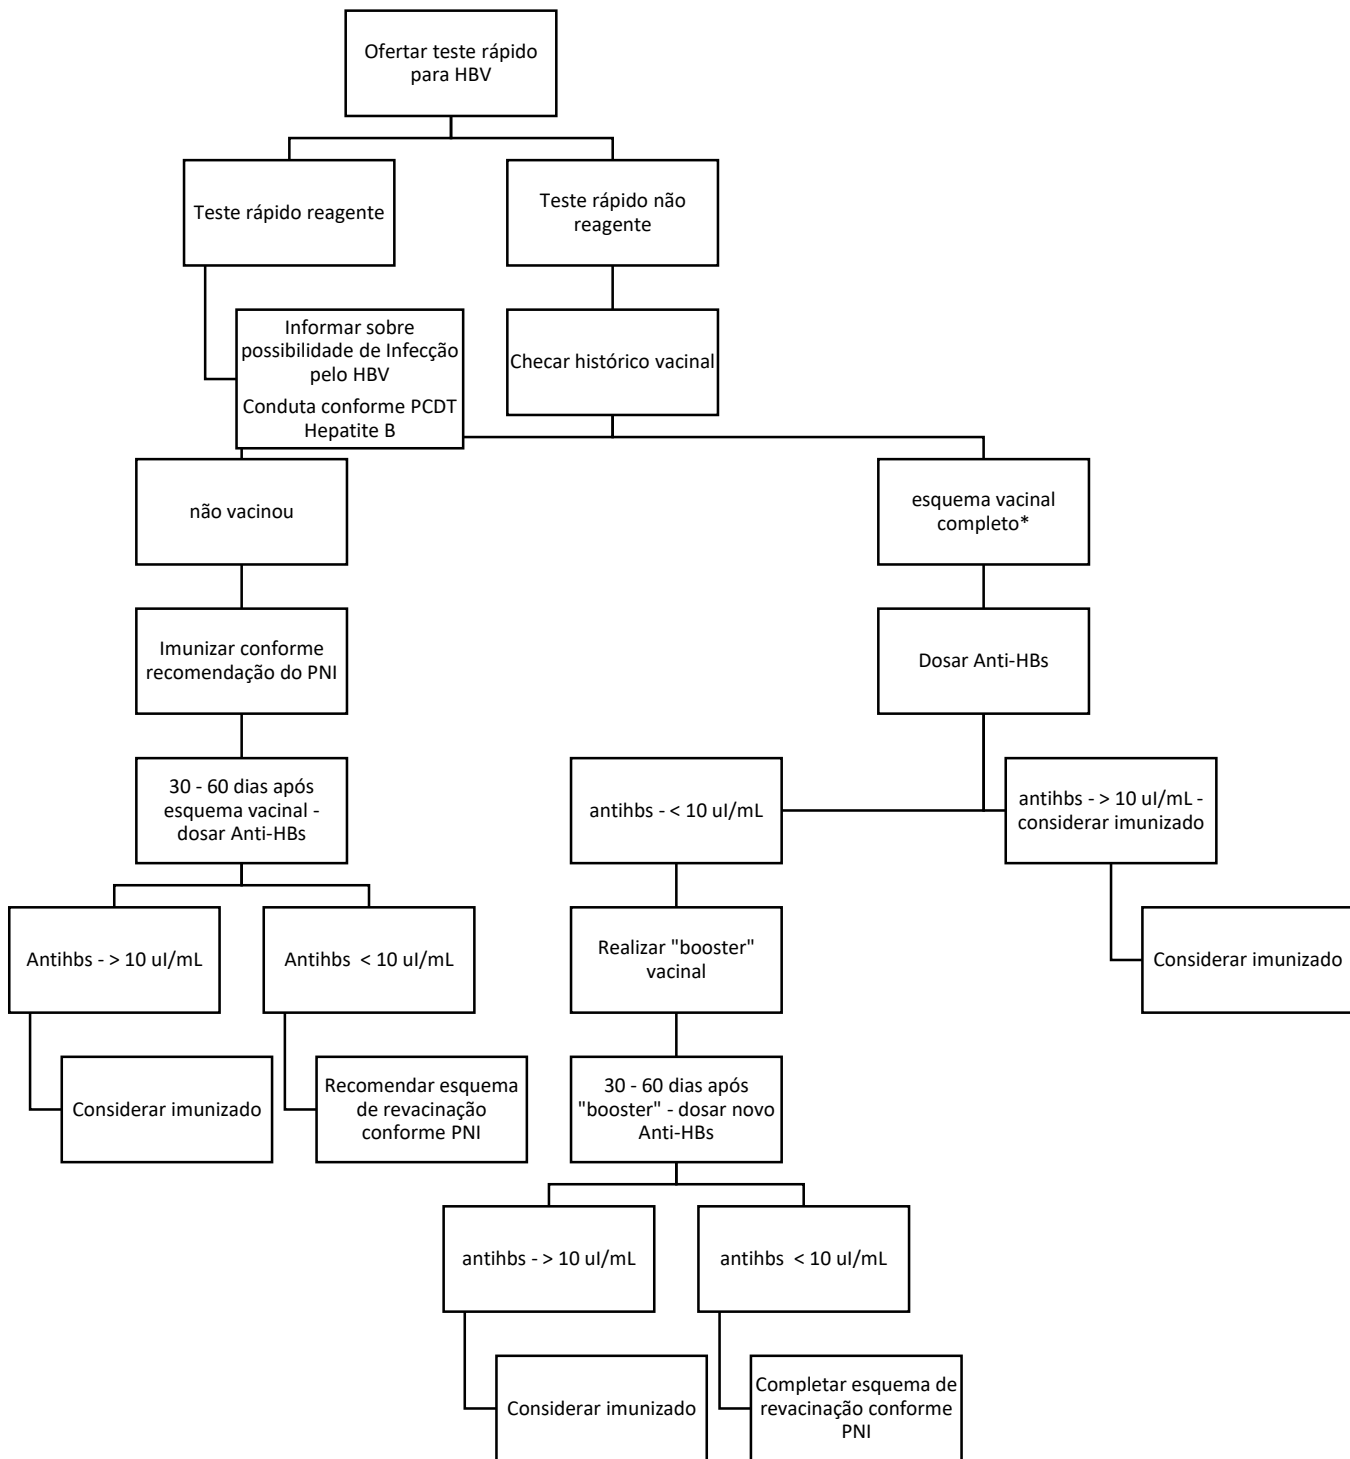 Ofertar teste rápido
para HBV
Teste rápido reagente
Teste rápido não
reagente
Informar sobre
possibilidade de Infecção
pelo HBV
Conduta conforme PCDT
Hepatite B
Checar histórico vacinal
não vacinou
esquema vacinal
completo*
Imunizar conforme
recomendação do PNI
Dosar Anti-HBs
30 - 60 dias após
esquema vacinal -
dosar Anti-HBs
antihbs - < 10 uI/mL
antihbs - > 10 uI/mL -
considerar imunizado
Antihbs - > 10 uI/mL
Antihbs  < 10 uI/mL
Realizar "booster"
vacinal
Considerar imunizado
Considerar imunizado
Recomendar esquema
de revacinação
conforme PNI
30 - 60 dias após
"booster" - dosar novo
Anti-HBs
antihbs - > 10 uI/mL
antihbs  < 10 uI/mL
Considerar imunizado
Completar esquema de
revacinação conforme
PNI